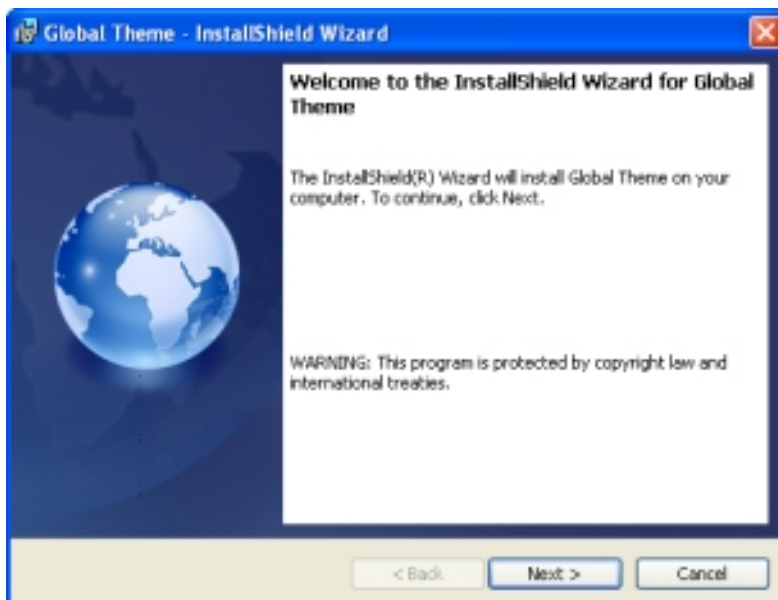 Global Theme - InstallShield Wizard
Welcome to the InstallShield Wizard for Global
Theme
The InstallShield(R) Wizard will install Global Theme on your
computer. To continue, click Next.
WARNING: This program is protected by copyright law and
international treaties.
< Back
Next >
Cancel